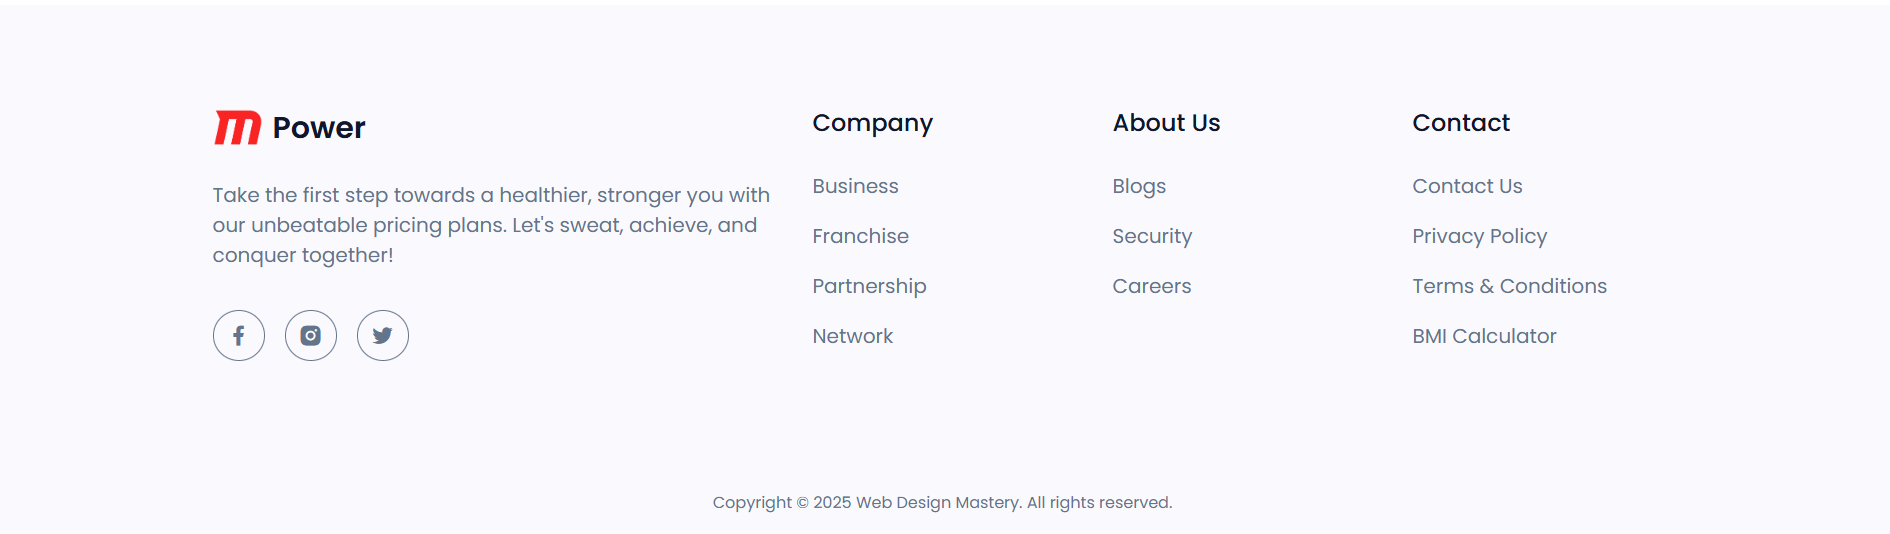 m Power
Take the first step towards a healthier, stronger you with
our unbeatable pricing plans. Let's sweat, achieve, and
conquer together!
Company
Business
Franchise
Partnership
Network
About Us
Blogs
Security
Careers
Contact
Contact Us
Privacy Policy
Terms & Conditions
BMI Calculator
Copyright © 2025 Web Design Mastery. All rights reserved.